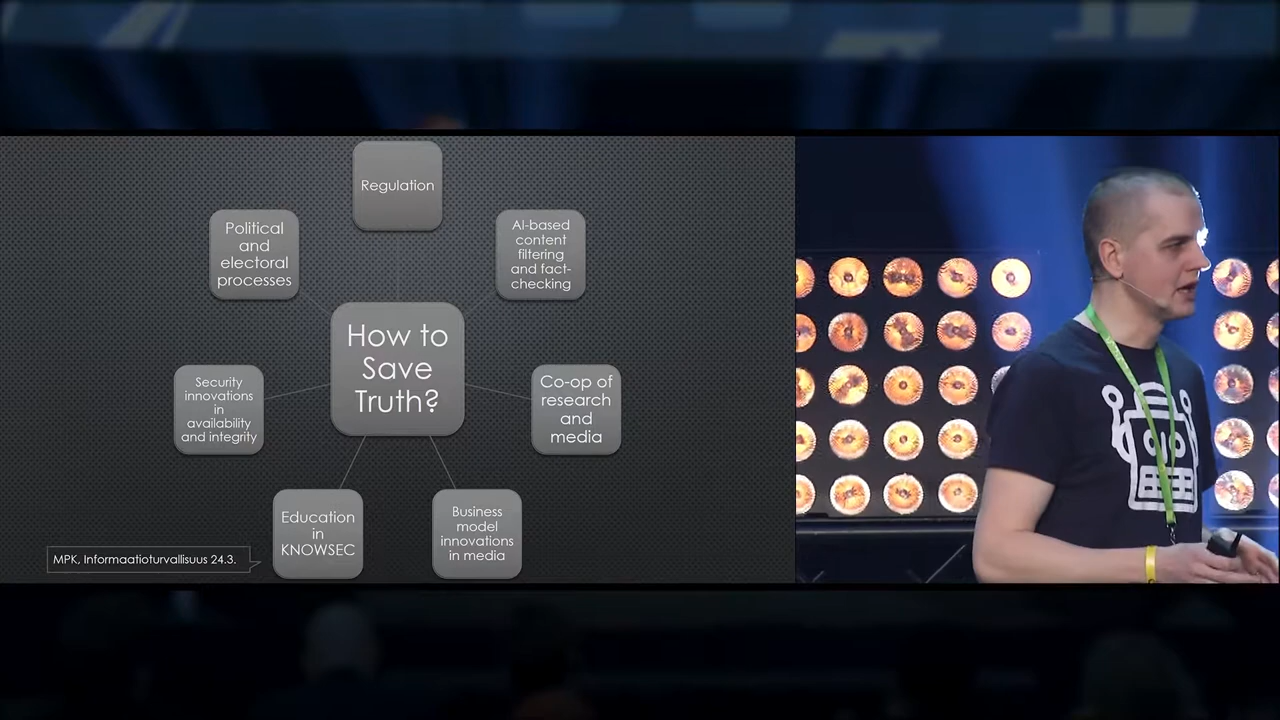 Regulation
Political
and
electoral
processes
AI-based
content
filtering
and fact-
checking
How to
Save
Truth?
Security
innovations
in
availability
and integrity
Co-op of
research
and
media
Education
in
KNOWSEC
Business
model
innovations
in media
MPK, Informaatioturvallisuus 24.3.